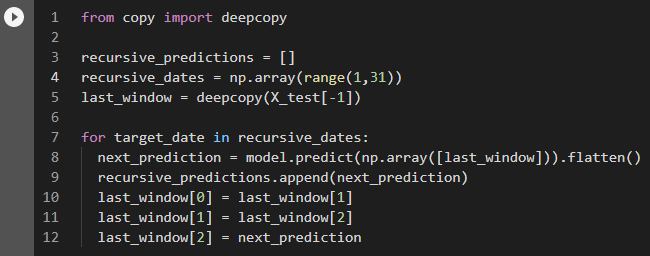 1 from copy import deepcopy
2
3 recursive_predictions = []
4 recursive_dates = np.array(range(1,31))
5 last_window = deepcopy(X_test[-1])
6
7 for target_date in recursive_dates:
8   next_prediction = model.predict(np.array([last_window])).flatten()
9   recursive_predictions.append(next_prediction)
10   last_window[0] = last_window[1]
11   last_window[1] = last_window[2]
12   last_window[2] = next_prediction